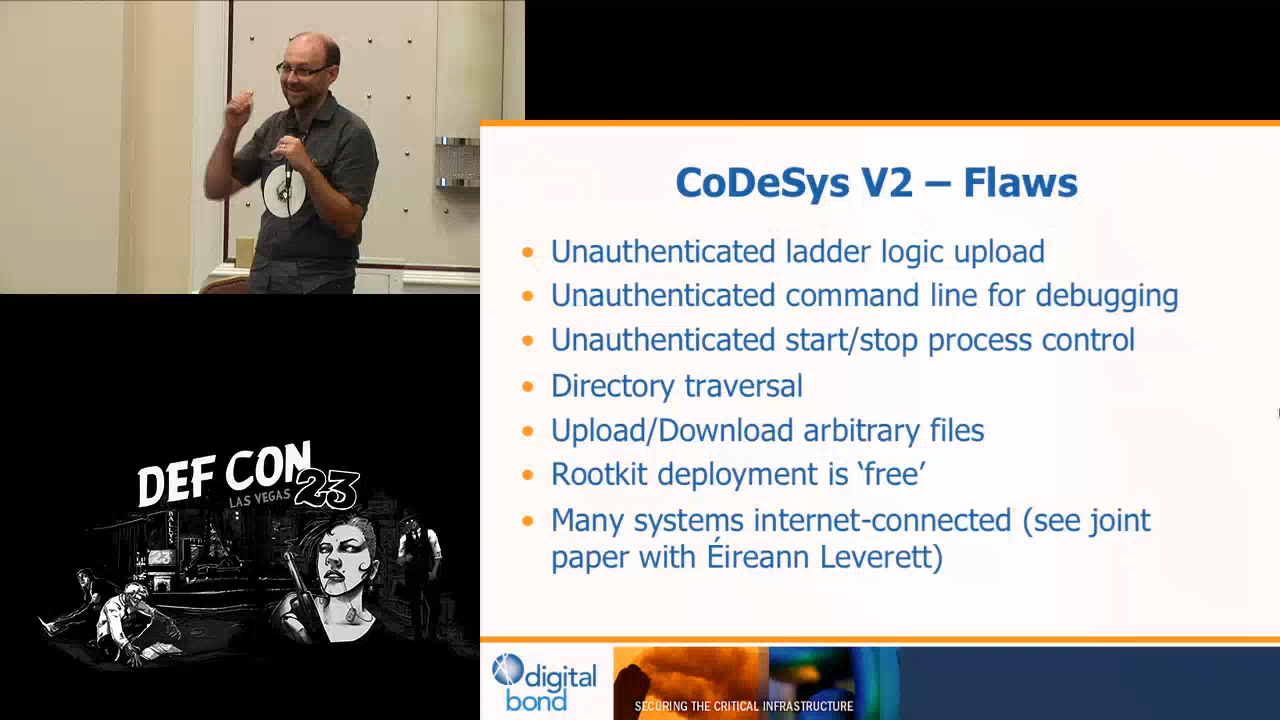 CoDeSys V2 – Flaws
• Unauthenticated ladder logic upload
• Unauthenticated command line for debugging
• Unauthenticated start/stop process control
• Directory traversal
• Upload/Download arbitrary files
• Rootkit deployment is ‘free’
• Many systems internet-connected (see joint
paper with Éireann Leverett)
DEF CON
LAS VEGAS 23
BALLY'S
digital
bond
SECURING THE CRITICAL INFRASTRUCTURE